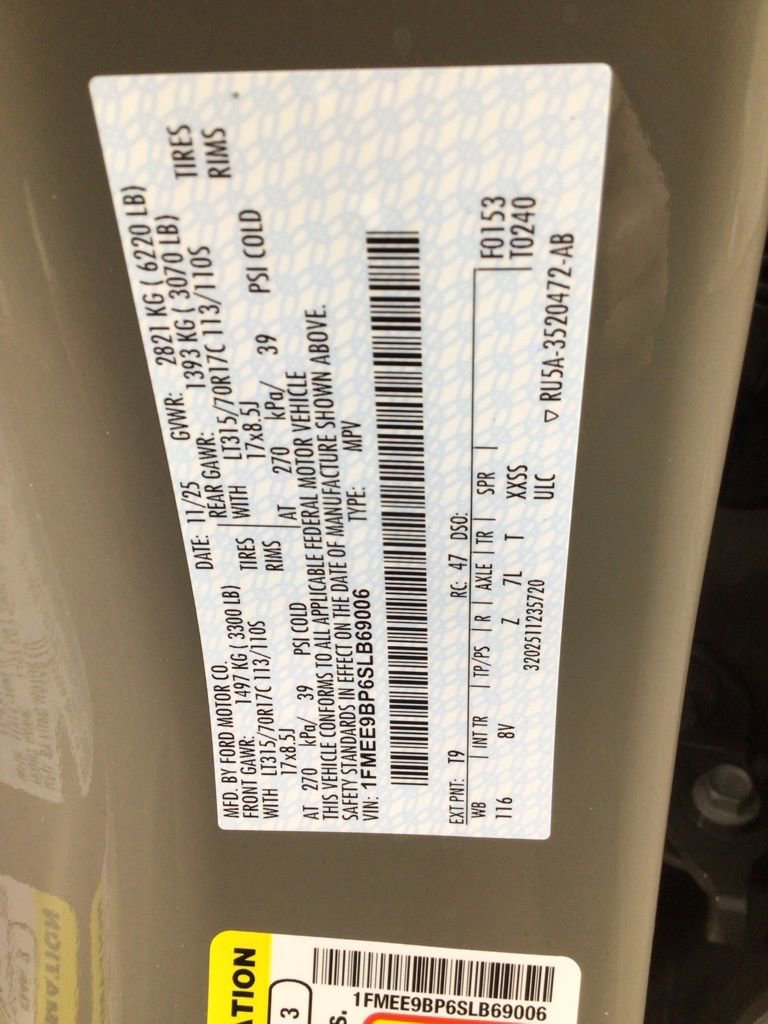 MFD. BY FORD MOTOR CO.
DATE: 11/25 GVWR: 2821 KG ( 6220 LB)
FRONT GAWR: 1497 KG ( 3300 LB)
REAR GAWR: 1393 KG ( 3070 LB)
WITH LT315/70R17C 113/110S TIRES
WITH LT315/70R17C 113/110S TIRES
17x8.5J RIMS
17x8.5J RIMS
AT 270 kPa/ 39 PSI COLD
AT 270 kPa/ 39 PSI COLD
THIS VEHICLE CONFORMS TO ALL APPLICABLE FEDERAL MOTOR VEHICLE
SAFETY STANDARDS IN EFFECT ON THE DATE OF MANUFACTURE SHOWN ABOVE.
VIN: 1FMEE9BP6SLB69006 TYPE: MPV
EXT PNT: T9 RC: 47 DSO: F0153
WB INT TR TP/PS R AXLE TR SPR T0240
116 8V Z 7L T XXSS
3202511235720 ULC
▽ RU5A-3520472-AB
ATION
3
S.
1FMEE9BP6SLB69006